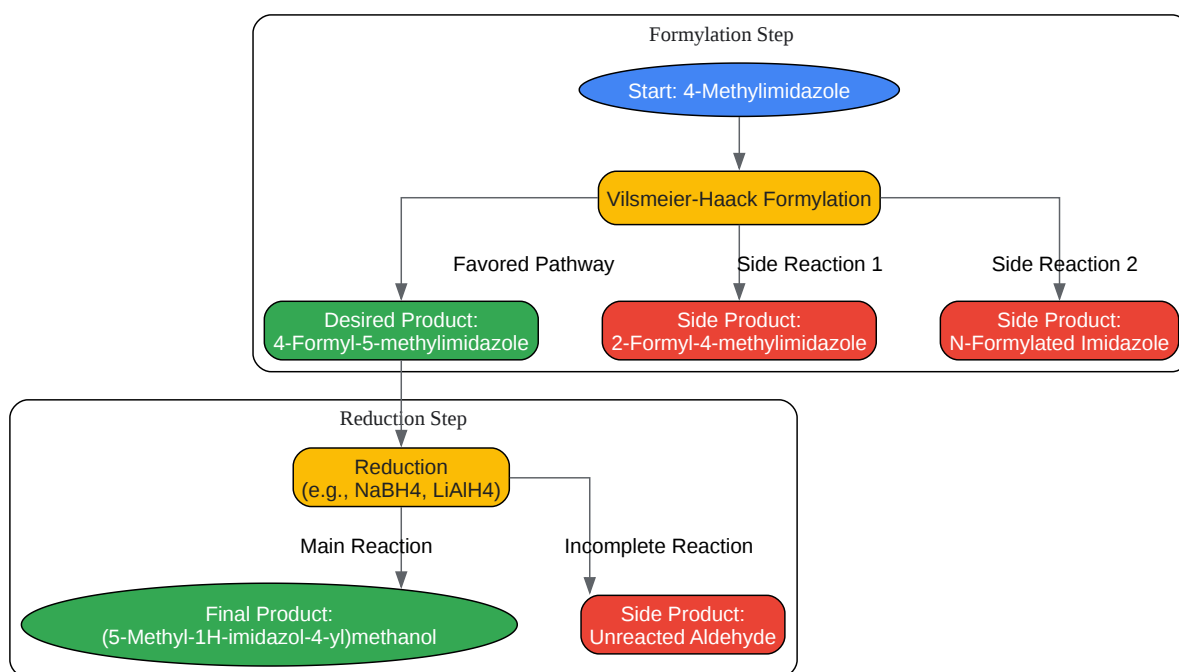 Formylation Step
Start: 4-Methylimidazole
Vilsmeier-Haack Formylation
Favored Pathway
Side Reaction 1
Side Reaction 2
Desired Product:
4-Formyl-5-methylimidazole
Side Product:
2-Formyl-4-methylimidazole
Side Product:
N-Formylated Imidazole
Reduction Step
Reduction
(e.g., NaBH4, LiAlH4)
Main Reaction
Incomplete Reaction
Final Product:
(5-Methyl-1H-imidazol-4-yl)methanol
Side Product:
Unreacted Aldehyde